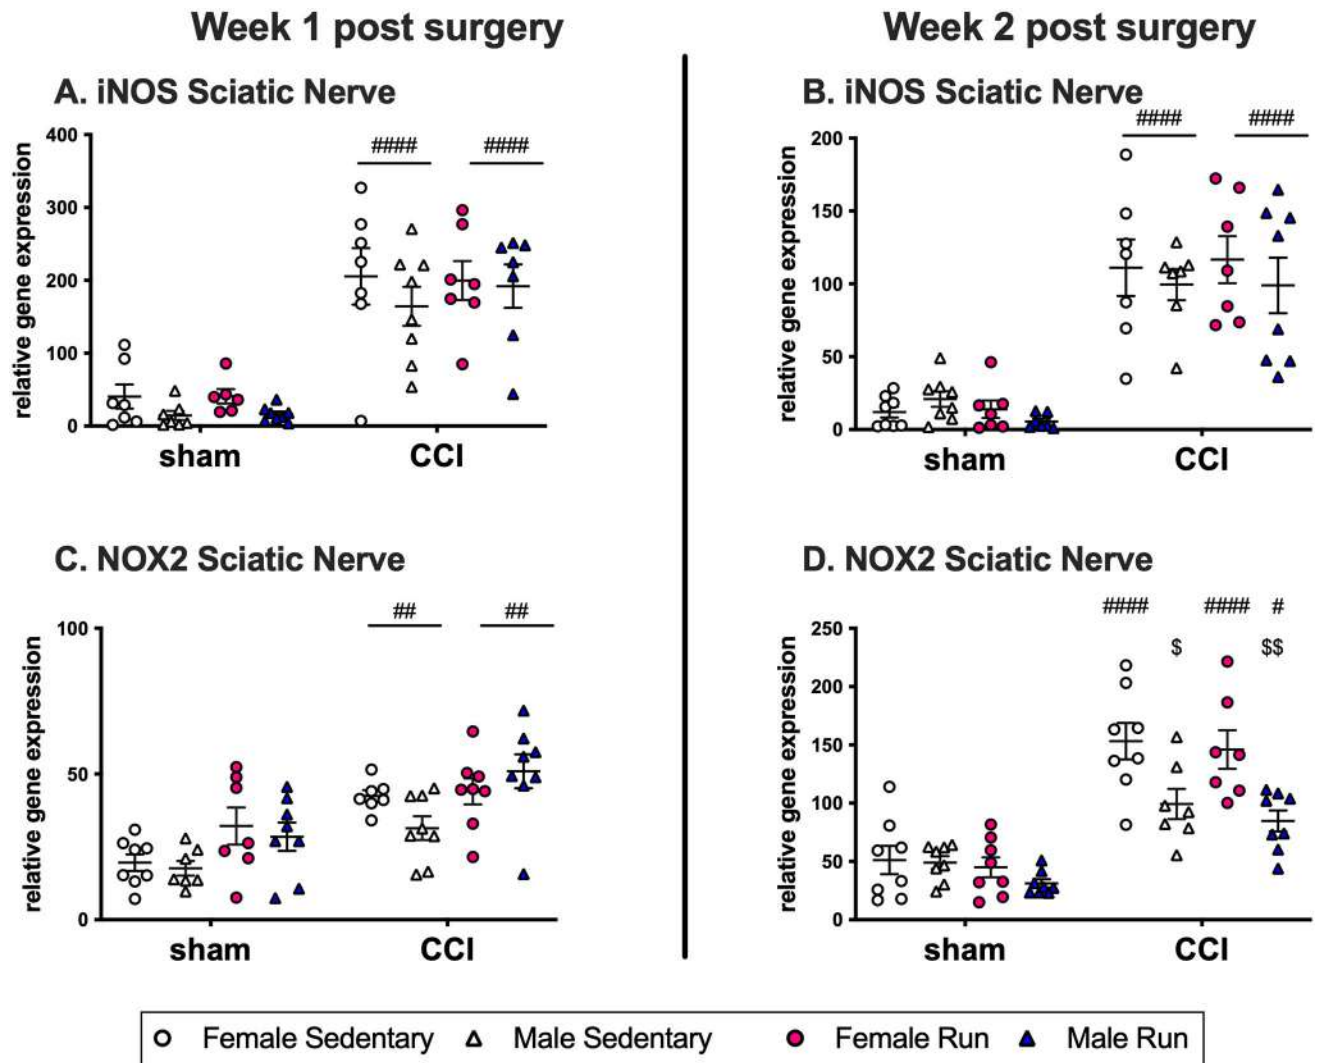 Week 1 post surgery
Week 2 post surgery
A. iNOS Sciatic Nerve
relative gene expression
400
300
200
100
0
####
####
sham
CCI
B. iNOS Sciatic Nerve
relative gene expression
200
150
100
50
0
####
####
sham
CCI
C. NOX2 Sciatic Nerve
relative gene expression
100
50
0
##
##
sham
CCI
D. NOX2 Sciatic Nerve
relative gene expression
250
200
150
100
50
0
####
####
#
$
$$
sham
CCI
Female Sedentary
Male Sedentary
Female Run
Male Run